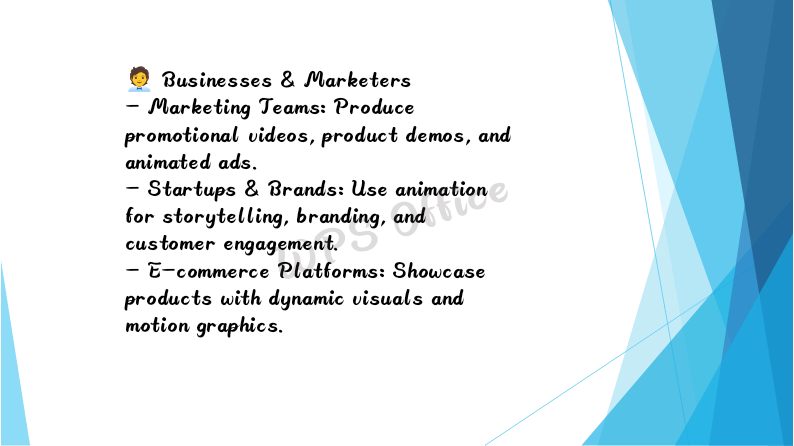 🧑‍💼 Businesses & Marketers
- Marketing Teams: Produce
promotional videos, product demos, and
animated ads.
- Startups & Brands: Use animation
for storytelling, branding, and
customer engagement.
- E-commerce Platforms: Showcase
products with dynamic visuals and
motion graphics.
WPS Office